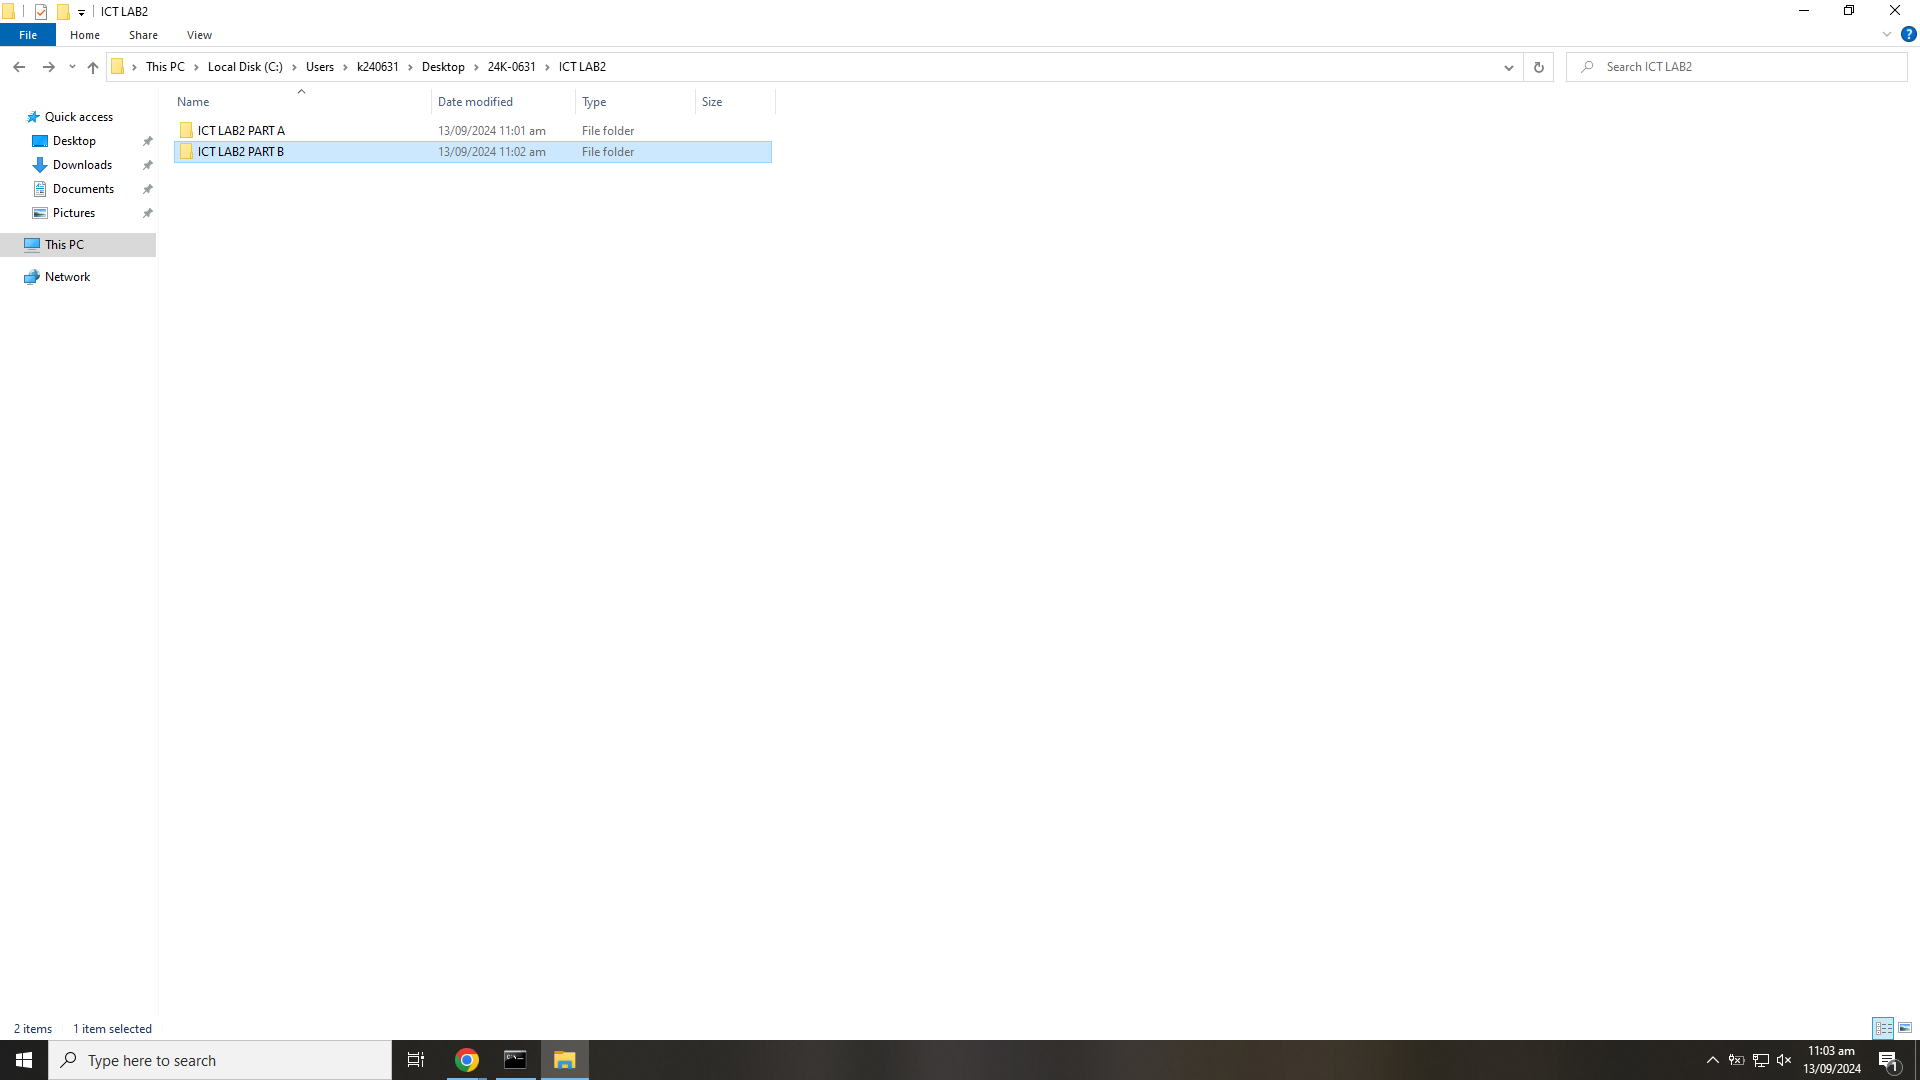 ICT LAB2
File Home Share View
This PC > Local Disk (C:) > Users > k240631 > Desktop > 24K-0631 > ICT LAB2
Search ICT LAB2
Name Date modified Type Size
Quick access
Desktop
Downloads
Documents
Pictures
This PC
Network
ICT LAB2 PART A 13/09/2024 11:01 am File folder
ICT LAB2 PART B 13/09/2024 11:02 am File folder
2 items 1 item selected
Type here to search
11:03 am
13/09/2024
1